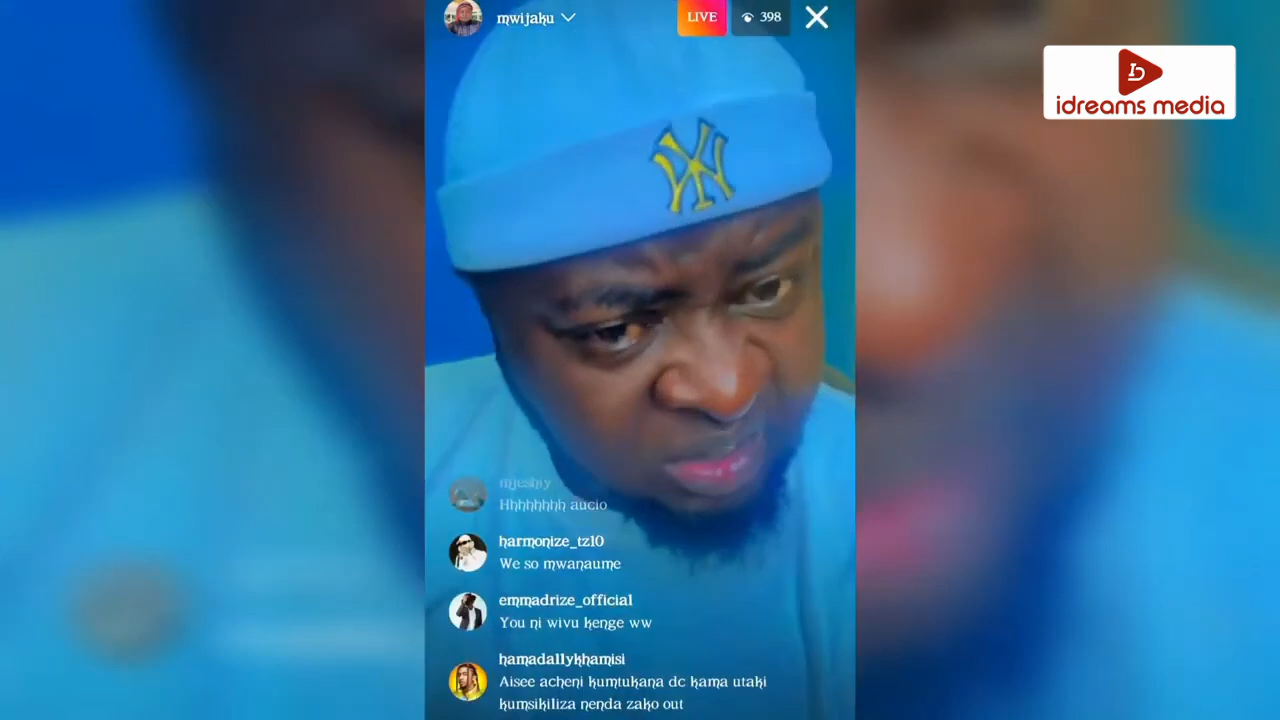 mwijaku
LIVE
398
idreams media
NY
mjeshiy
Hhhhhhhh aucio
harmonize_tz10
We so mwanaume
emmadrize_official
You ni wivu kenge ww
hamadallykhamisi
Aisee acheni kumtukana dc kama utaki
kumsikiliza nenda zako out